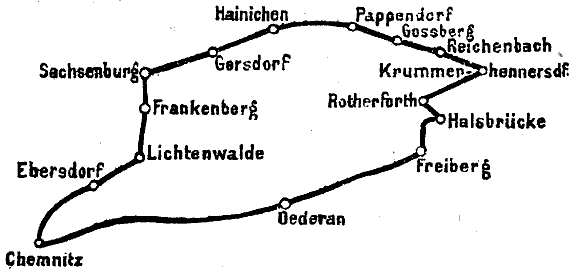 Hainichen
Pappendorf
Gossberg
Reichenbach
Sachsenburg
Gersdorf
Krummen-hennersdf.
Frankenberg
Rotherforth
Halsbrücke
Lichtenwalde
Ebersdorf
Freiberg
Oederan
Chemnitz